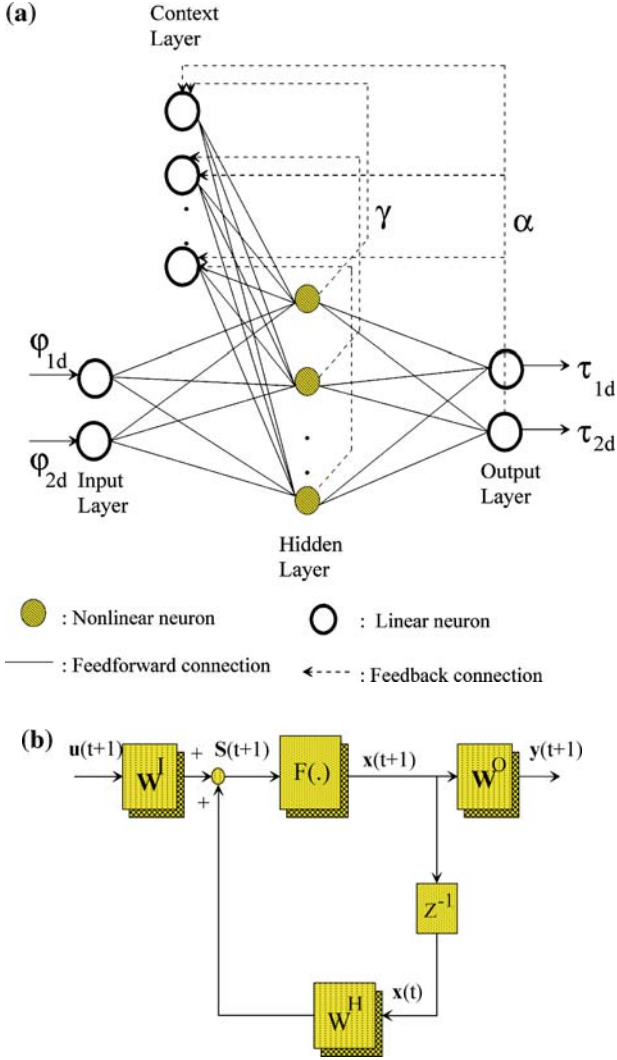 (a)
Context
Layer
γ
α
φ1d
φ2d
Input
Layer
τ1d
τ2d
Output
Layer
Hidden
Layer
: Nonlinear neuron
: Linear neuron
: Feedforward connection
: Feedback connection
(b)
u(t+1)
W^I
+
+
S(t+1)
F(.)
x(t+1)
W^O
y(t+1)
Z^-1
x(t)
W^H